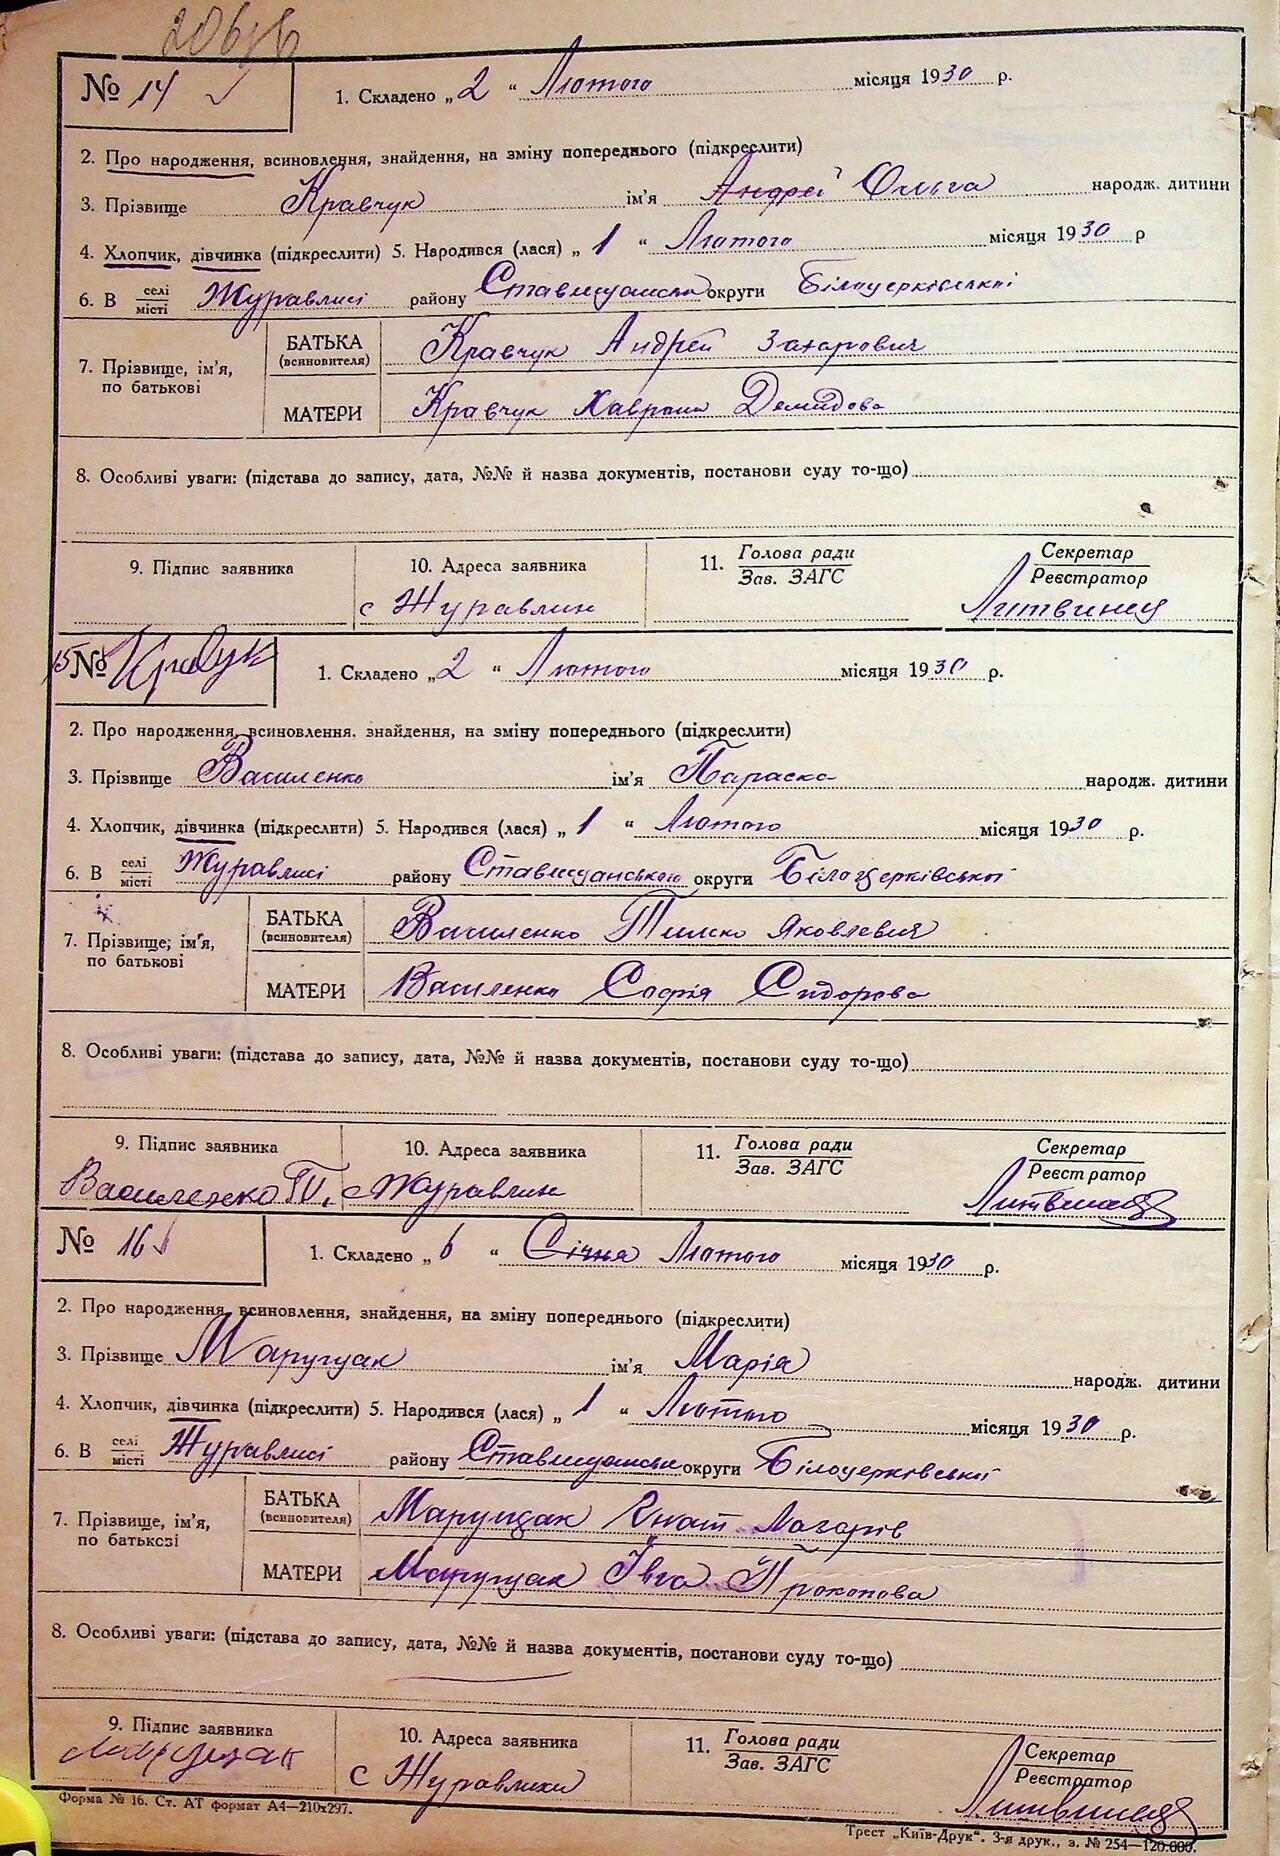 № 14
1. Складено „ 2 “ Лютого місяця 1930 р.
2. Про народження, всиновлення, знайдення, на зміну попереднього (підкреслити)
3. Прізвище Кравчук ім'я Андрей Ольга народж. дитини
4. Хлопчик, дівчинка (підкреслити) 5. Народився (лася) „ 1 “ Лютого місяця 1930 р
6. В селі місті Журавлисі району Ставищансько округи Білоцерківської
7. Прізвище, ім'я, по батькові
БАТЬКА (всиновителя) Кравчук Андрей Захарович
МАТЕРИ Кравчук Хаврона Демидова
8. Особливі уваги: (підстава до запису, дата, №№ й назва документів, постанови суду то-що)
9. Підпис заявника
10. Адреса заявника
с Журавлин
11. Голова ради
Зав. ЗАГС
Секретар
Реєстратор
Литвинец
15 № Кравчук
1. Складено „ 2 “ Лютого місяця 1930 р.
2. Про народження, всиновлення. знайдення, на зміну попереднього (підкреслити)
3. Прізвище Василенко ім'я Параска народж. дитини
4. Хлопчик, дівчинка (підкреслити) 5. Народився (лася) „ 1 “ Лютого місяця 1930 р.
6. В селі місті Журавлисі району Ставищанського округи Білоцерківської
7. Прізвище; ім'я, по батькові
БАТЬКА (всиновителя) Василенко Тимко Яковлевич
МАТЕРИ Василенко Софія Сидорова
8. Особливі уваги: (підстава до запису, дата, №№ й назва документів, постанови суду то-що)
9. Підпис заявника
Василенко Т.
10. Адреса заявника
с Журавлин
11. Голова ради
Зав. ЗАГС
Секретар
Реєстратор
Литвинец
№ 16
1. Складено „ 6 “ Січня Лютого місяця 1930 р.
2. Про народження, всиновлення, знайдення, на зміну попереднього (підкреслити)
3. Прізвище Марущак ім'я Марія народж. дитини
4. Хлопчик, дівчинка (підкреслити) 5. Народився (лася) „ 1 “ Лютого місяця 1930 р.
6. В селі місті Журавлисі району Ставищансько округи Білоцерковської
7. Прізвище, ім'я, по батькові
БАТЬКА (всиновителя) Марущак Гнат Лазарів
МАТЕРИ Марущак Ївга Прокопова
8. Особливі уваги: (підстава до запису, дата, №№ й назва документів, постанови суду то-що)
9. Підпис заявника
Марущак
10. Адреса заявника
с Журавлихи
11. Голова ради
Зав. ЗАГС
Секретар
Реєстратор
Литвинец
Форма № 16. Ст. АТ формат А4—210х297.
Трест „Київ-Друк“. 3-я друк., з. № 254—120.000.